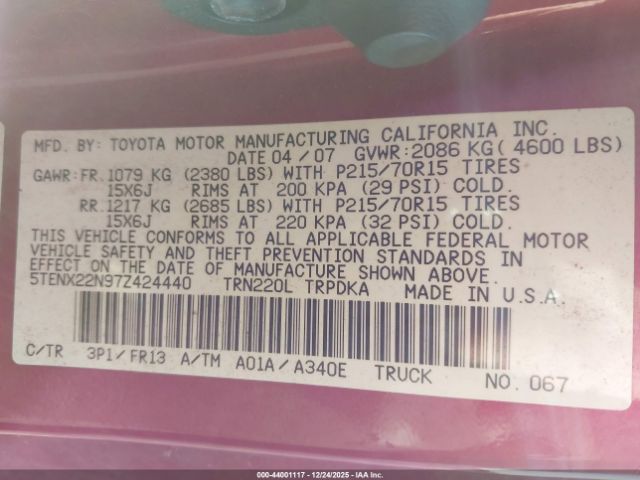 MFD. BY: TOYOTA MOTOR MANUFACTURING CALIFORNIA INC.
DATE 04 / 07 GVWR:2086 KG( 4600 LBS)
GAWR:FR.1079 KG (2380 LBS) WITH P215/70R15 TIRES
15X6J RIMS AT 200 KPA (29 PSI) COLD.
RR.1217 KG (2685 LBS) WITH P215/70R15 TIRES
15X6J RIMS AT 220 KPA (32 PSI) COLD.
THIS VEHICLE CONFORMS TO ALL APPLICABLE FEDERAL MOTOR
VEHICLE SAFETY AND THEFT PREVENTION STANDARDS IN
EFFECT ON THE DATE OF MANUFACTURE SHOWN ABOVE.
5TENX22N97Z424440 TRN220L TRPDKA MADE IN U.S.A.
C/TR 3P1/FR13 A/TM A01A/A340E TRUCK NO. 067
000-44001117 - 12/24/2025 - IAA Inc.